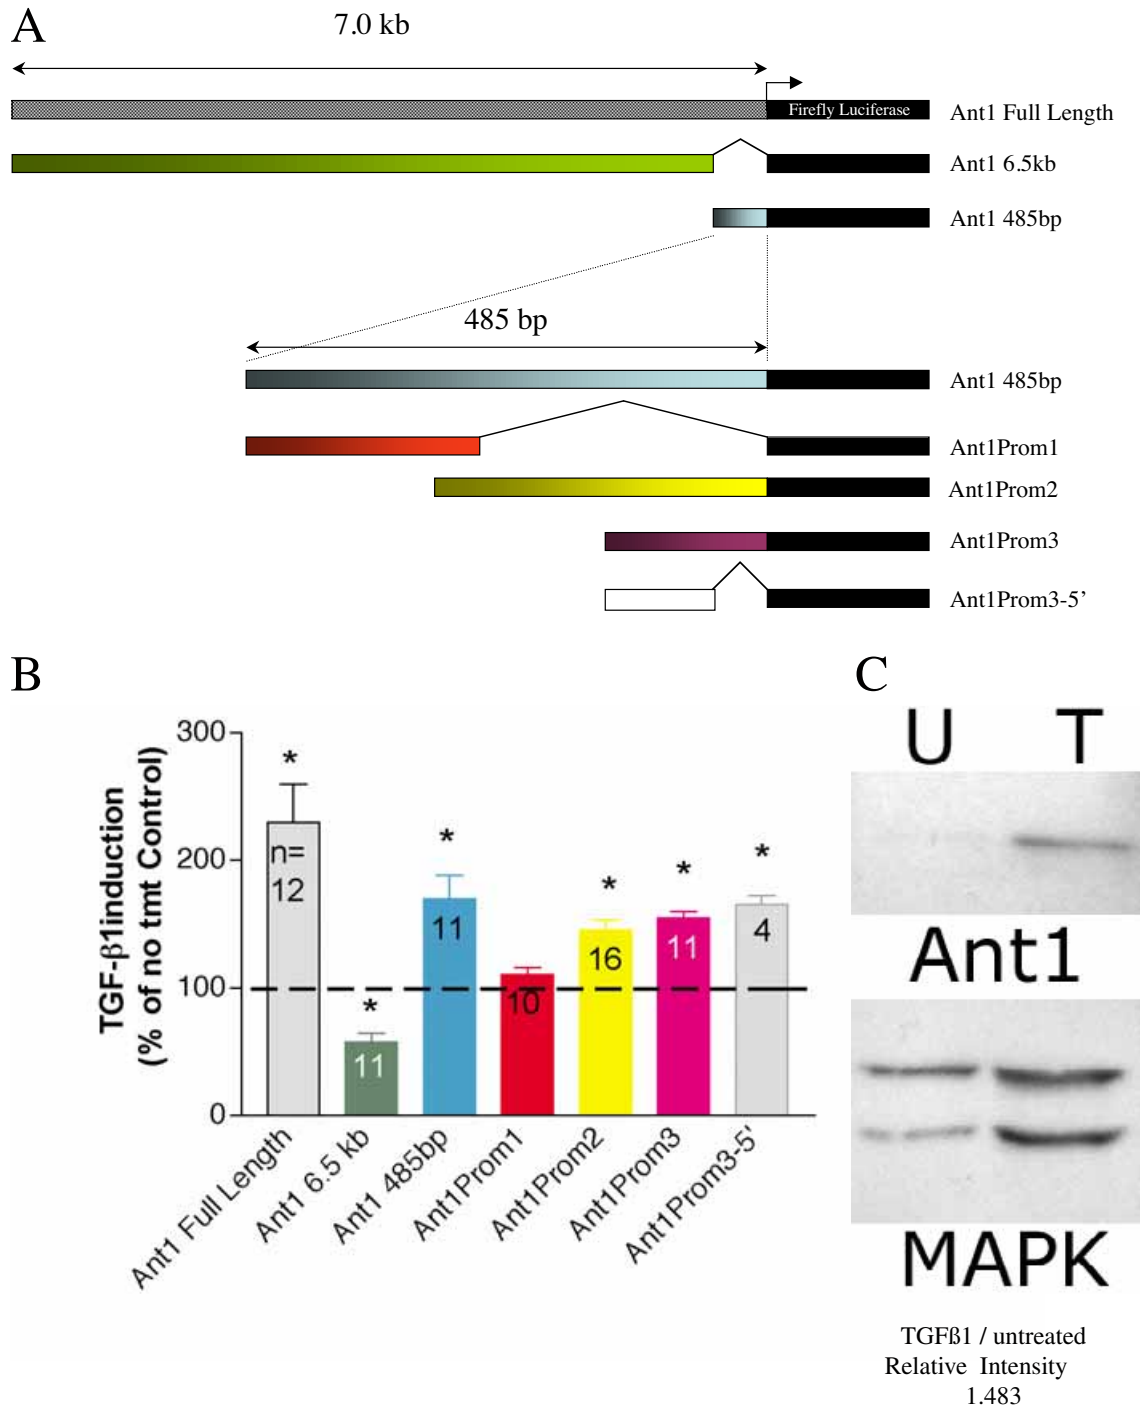 A
7.0 kb
Firefly Luciferase
Ant1 Full Length
Ant1 6.5kb
Ant1 485bp
485 bp
Ant1 485bp
Ant1Prom1
Ant1Prom2
Ant1Prom3
Ant1Prom3-5’
B
TGF-β1induction
(% of no tmt Control)
300
200
100
0
*
n=
12
*
11
*
11
10
*
16
*
11
*
4
Ant1 Full Length
Ant1 6.5 kb
Ant1 485bp
Ant1Prom1
Ant1Prom2
Ant1Prom3
Ant1Prom3-5'
C
U T
Ant1
MAPK
TGFß1 / untreated
Relative Intensity
1.483